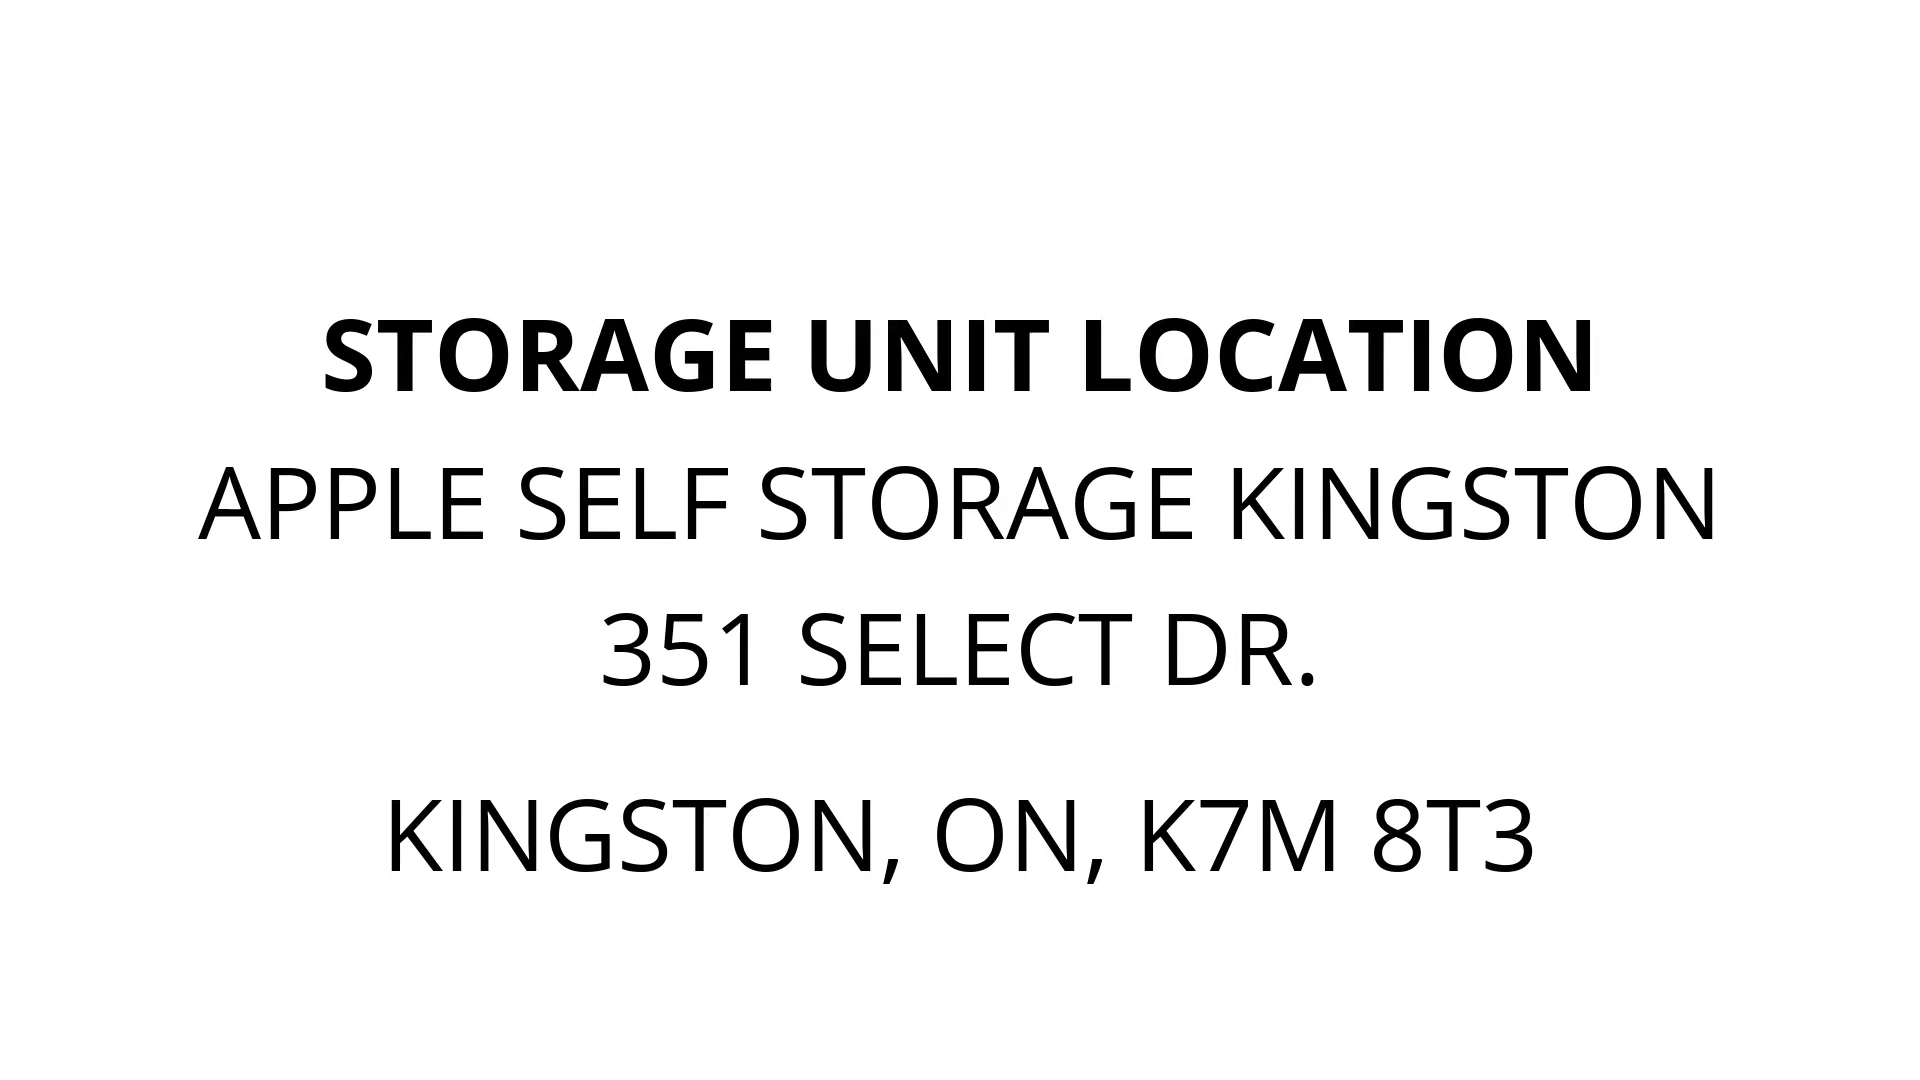 STORAGE UNIT LOCATION
APPLE SELF STORAGE KINGSTON
351 SELECT DR.
KINGSTON, ON, K7M 8T3